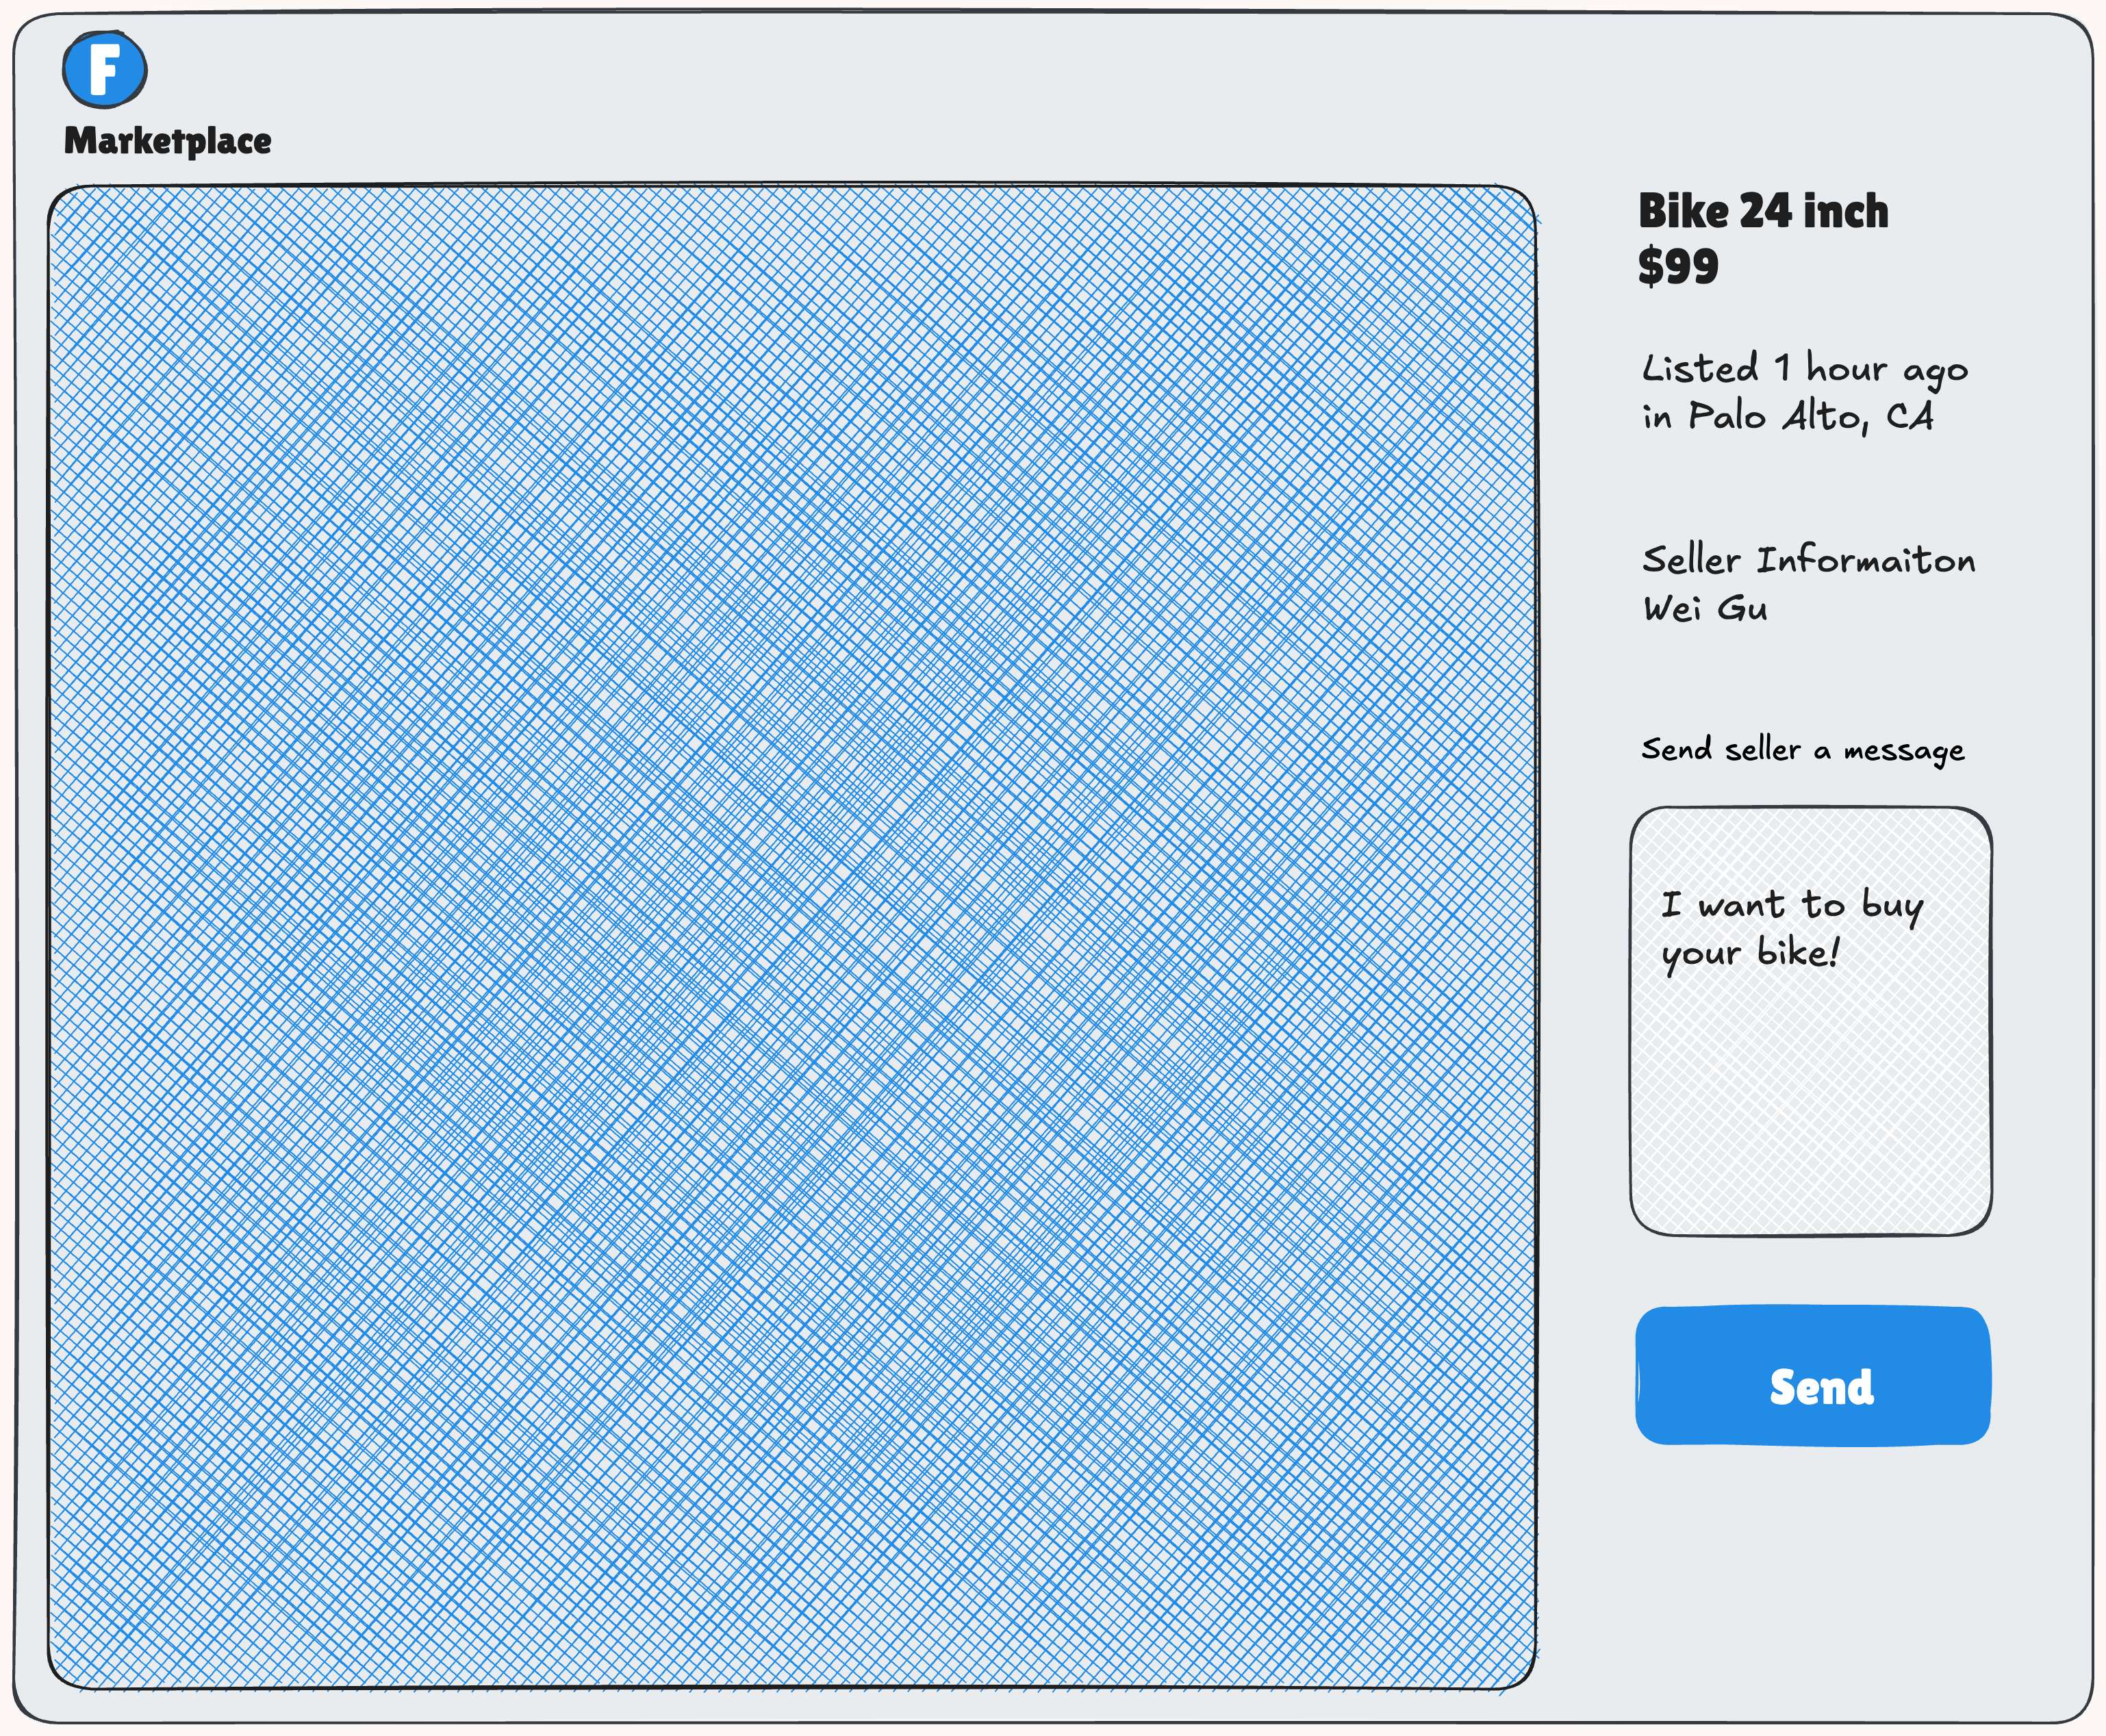 F
Marketplace
Bike 24 inch
$99
Listed 1 hour ago
in Palo Alto, CA
Seller Informaiton
Wei Gu
Send seller a message
I want to buy
your bike!
Send